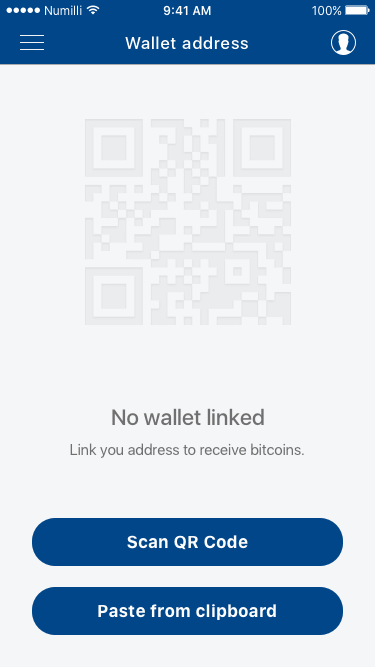 Numilli 9:41 AM 100%
Wallet address
No wallet linked
Link you address to receive bitcoins.
Scan QR Code
Paste from clipboard